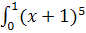 ∫₀¹(x + 1)⁵